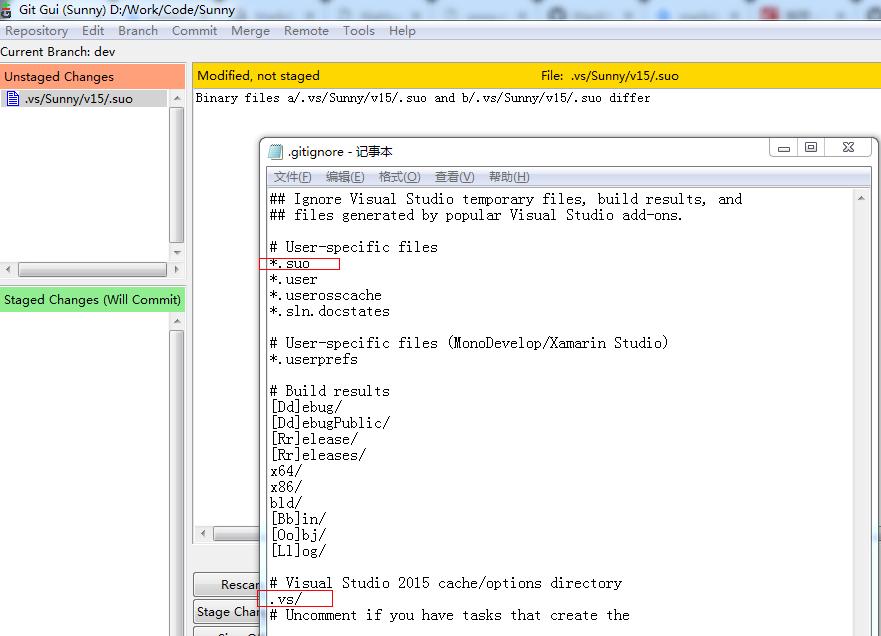 Git Gui (Sunny) D:/Work/Code/Sunny
Repository Edit Branch Commit Merge Remote Tools Help
Current Branch: dev
Unstaged Changes
.vs/Sunny/v15/.suo
Staged Changes (Will Commit)
Modified, not staged File: .vs/Sunny/v15/.suo
Binary files a/.vs/Sunny/v15/.suo and b/.vs/Sunny/v15/.suo differ
Rescan
Stage Chan
.gitignore - 记事本
文件(F) 编辑(E) 格式(O) 查看(V) 帮助(H)
## Ignore Visual Studio temporary files, build results, and
## files generated by popular Visual Studio add-ons.
# User-specific files
*.suo
*.user
*.userosscache
*.sln.docstates
# User-specific files (MonoDevelop/Xamarin Studio)
*.userprefs
# Build results
[Dd]ebug/
[Dd]ebugPublic/
[Rr]elease/
[Rr]eleases/
x64/
x86/
bld/
[Bb]in/
[Oo]bj/
[Ll]og/
# Visual Studio 2015 cache/options directory
.vs/
# Uncomment if you have tasks that create the